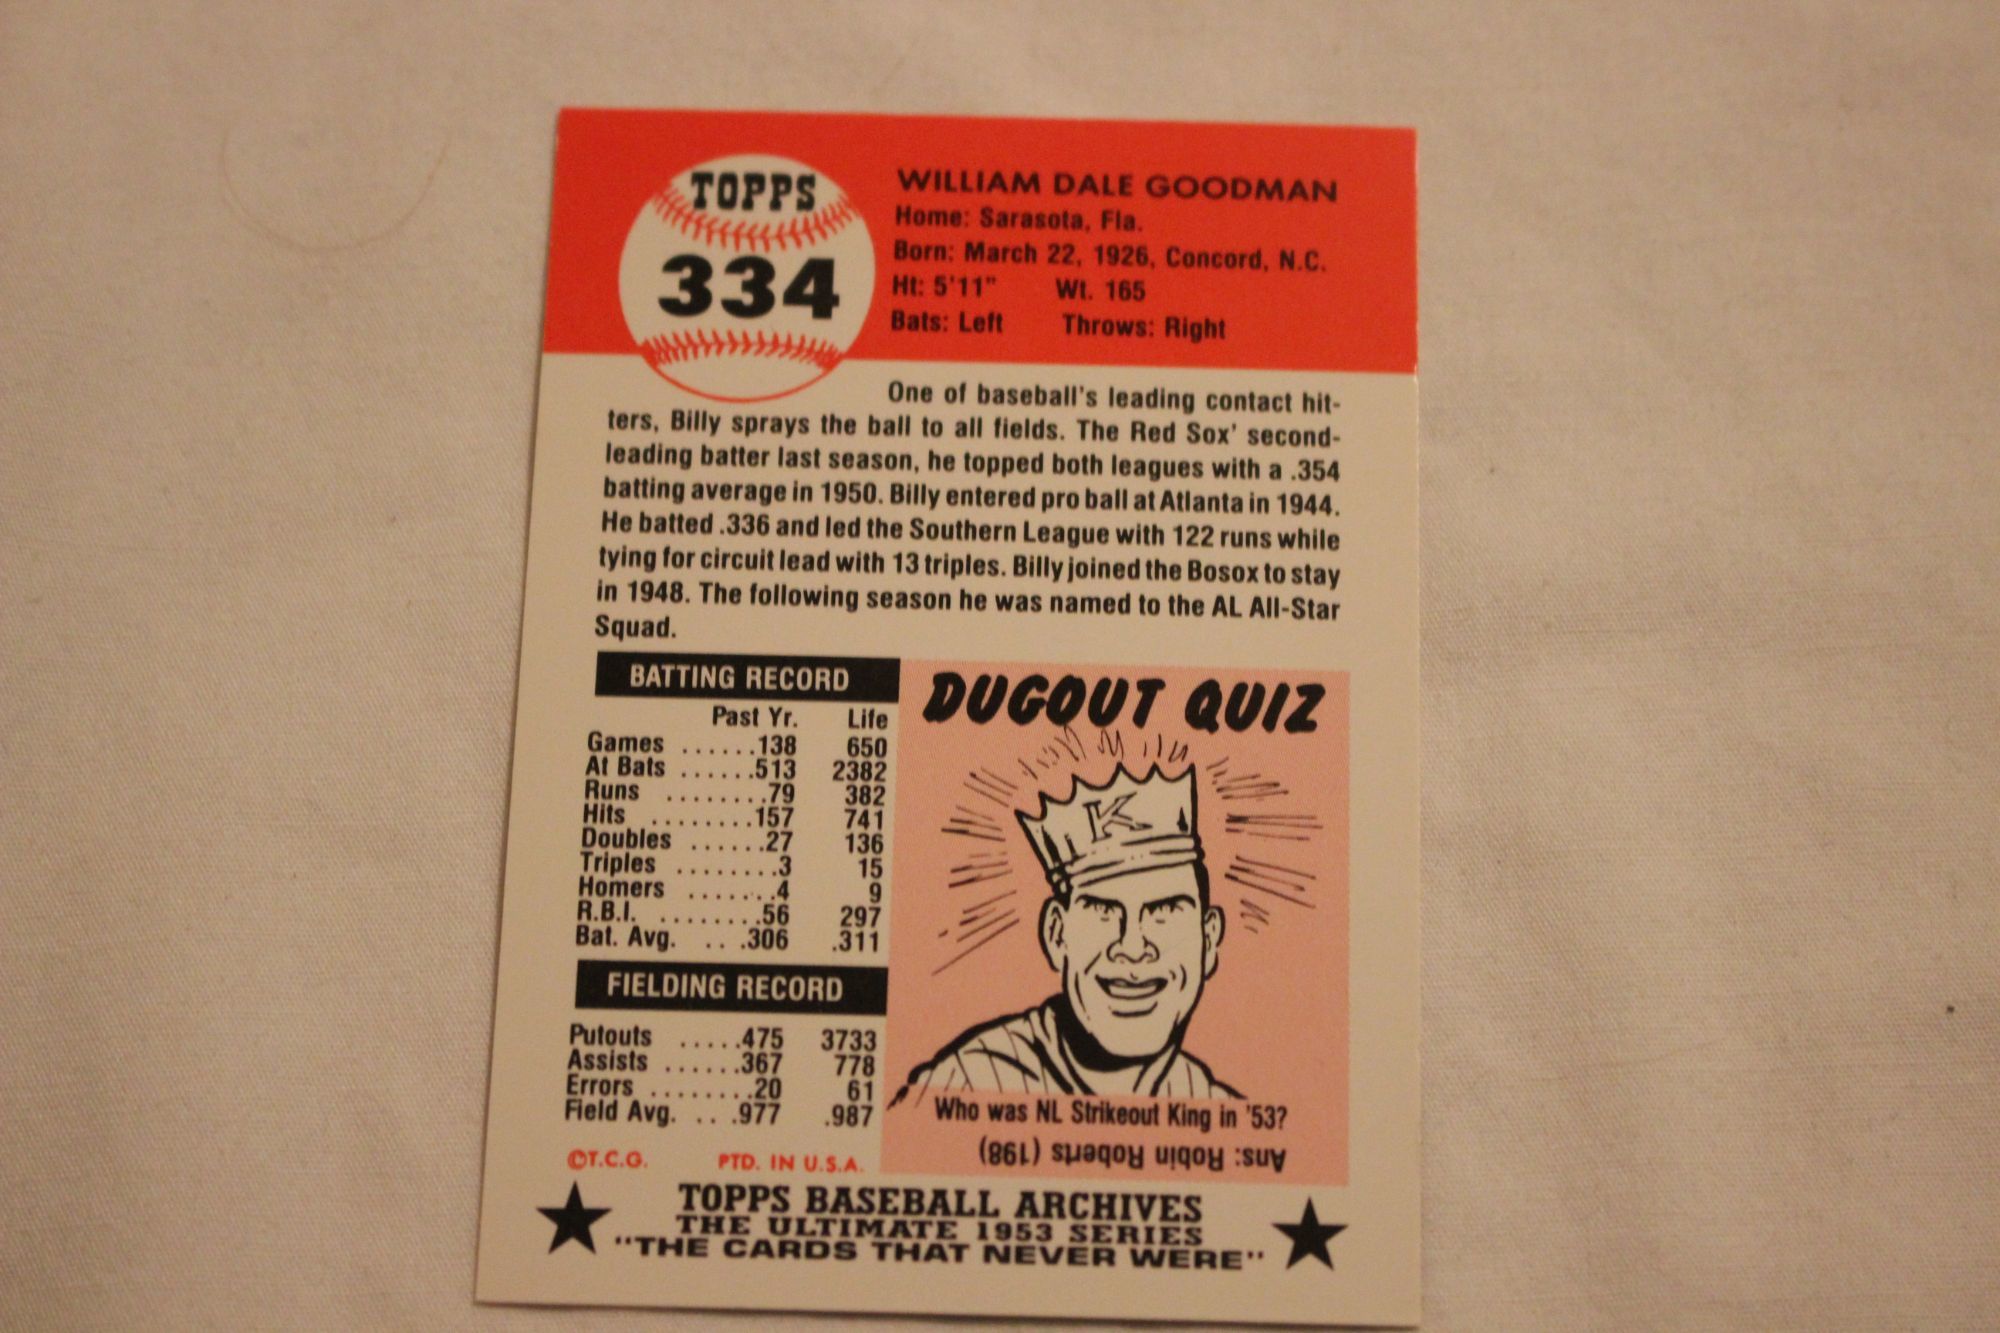 TOPPS
334
WILLIAM DALE GOODMAN
Home: Sarasota, Fla.
Born: March 22, 1926, Concord, N.C.
Ht: 5'11" Wt. 165
Bats: Left Throws: Right
One of baseball's leading contact hit-
ters, Billy sprays the ball to all fields. The Red Sox' second-
leading batter last season, he topped both leagues with a .354
batting average in 1950. Billy entered pro ball at Atlanta in 1944.
He batted .336 and led the Southern League with 122 runs while
tying for circuit lead with 13 triples. Billy joined the Bosox to stay
in 1948. The following season he was named to the AL All-Star
Squad.
BATTING RECORD
Past Yr. Life
Games ......138 650
At Bats ......513 2382
Runs ........79 382
Hits ........157 741
Doubles ......27 136
Triples ........3 15
Homers .......4 9
R.B.I. ........56 297
Bat. Avg. ...306 .311
FIELDING RECORD
Putouts .....475 3733
Assists ......367 778
Errors ........20 61
Field Avg. ...977 .987
©T.C.G. PTD. IN U.S.A.
DUGOUT QUIZ
K
Who was NL Strikeout King in '53?
Ans: Robin Roberts (198)
TOPPS BASEBALL ARCHIVES
THE ULTIMATE 1953 SERIES
"THE CARDS THAT NEVER WERE"